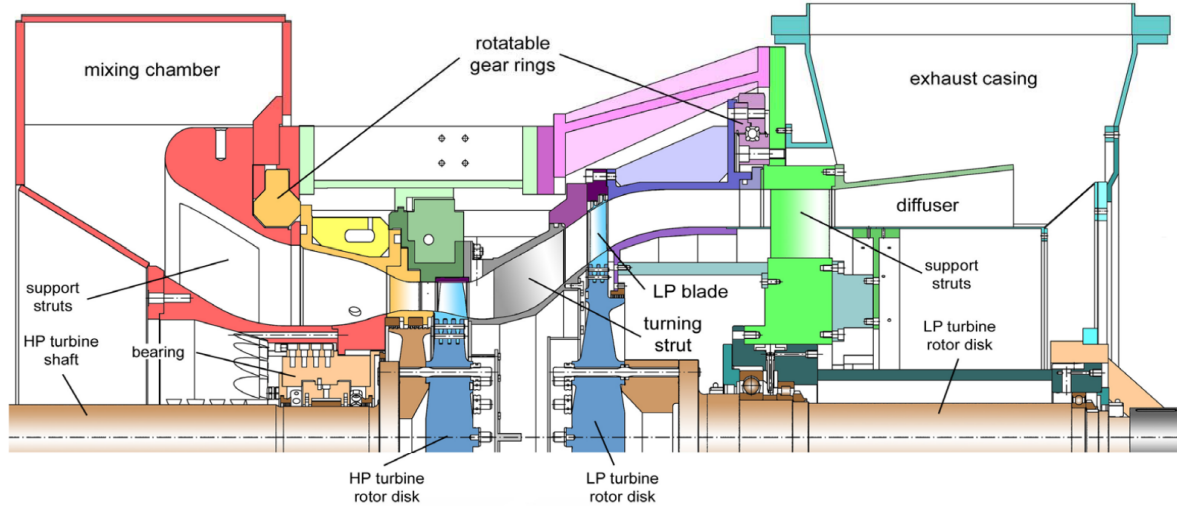 mixing chamber
rotatable
gear rings
exhaust casing
diffuser
support
struts
HP turbine
shaft
bearing
LP blade
turning
strut
support
struts
LP turbine
rotor disk
HP turbine
rotor disk
LP turbine
rotor disk